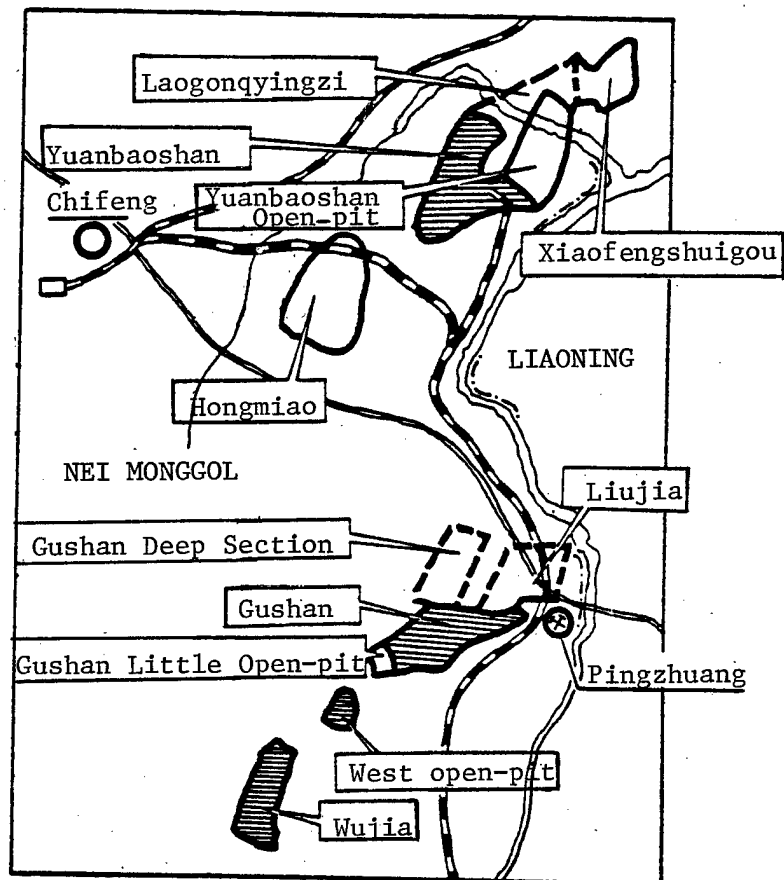 Laogonqyingzi
Yuanbaoshan
Chifeng
Yuanbaoshan
Open-pit
Xiaofengshuigou
LIAONING
Hongmiao
NEI MONGGOL
Liujia
Gushan Deep Section
Gushan
Gushan Little Open-pit
Pingzhuang
West open-pit
Wujia